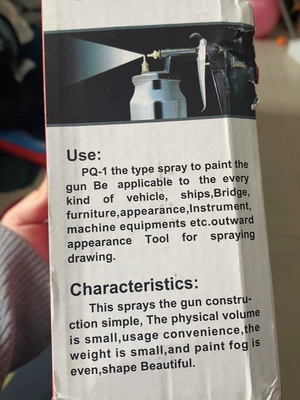 Use:
PQ-1 the type spray to paint the
gun Be applicable to the every
kind of vehicle, ships,Bridge,
furniture,appearance,Instrument,
machine equipments etc.outward
appearance Tool for spraying
drawing.
Characteristics:
This sprays the gun constru-
ction simple, The physical volume
is small,usage convenience,the
weight is small,and paint fog is
even,shape Beautiful.